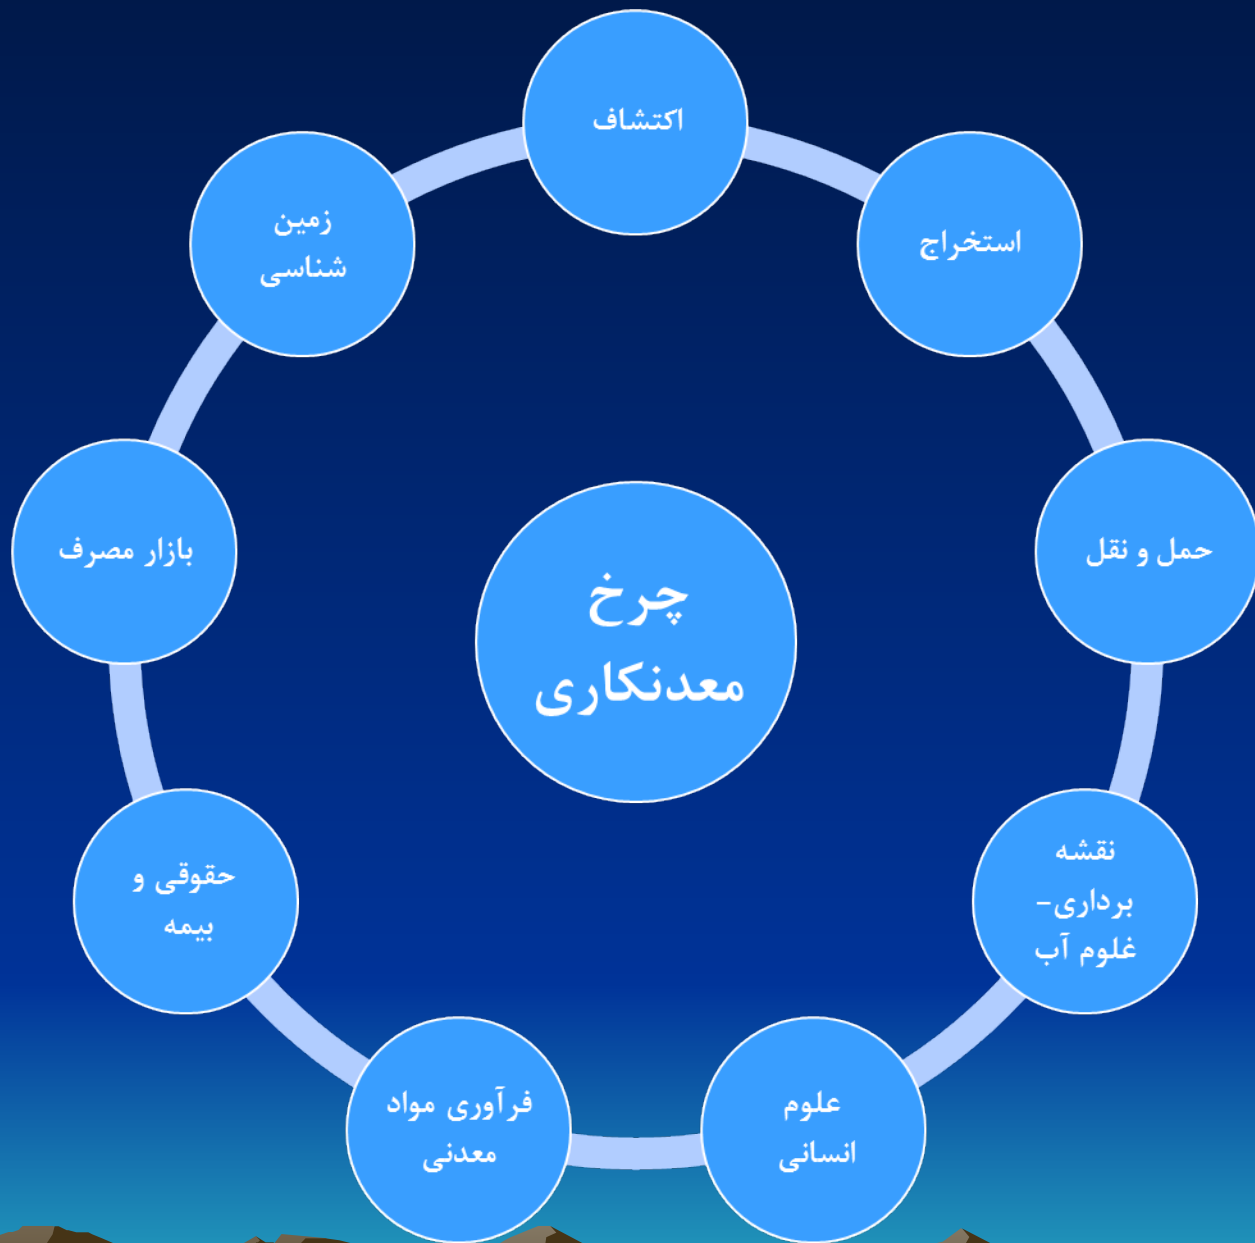 اکتشاف
استخراج
حمل و نقل
نقشه
برداری-
غلوم آب
علوم
انسانی
فرآوری مواد
معدنی
حقوقی و
بیمه
بازار مصرف
زمین
شناسی
چرخ
معدنکاری